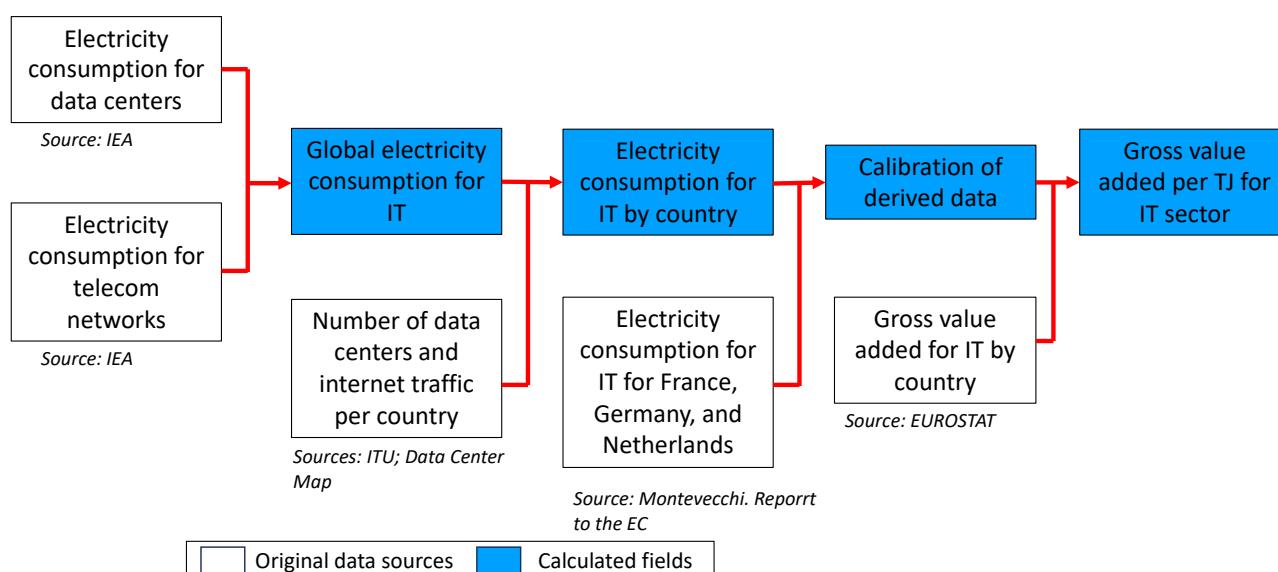 Electricity
consumption for
data centers
Source: IEA
Electricity
consumption for
telecom
networks
Source: IEA
Global electricity
consumption for
IT
Number of data
centers and
internet traffic
per country
Sources: ITU; Data Center
Map
Electricity
consumption for
IT by country
Electricity
consumption for
IT for France,
Germany, and
Netherlands
Source: Montevecchi. Reporrt
to the EC
Calibration of
derived data
Gross value
added for IT by
country
Source: EUROSTAT
Gross value
added per TJ for
IT sector
Original data sources
Calculated fields